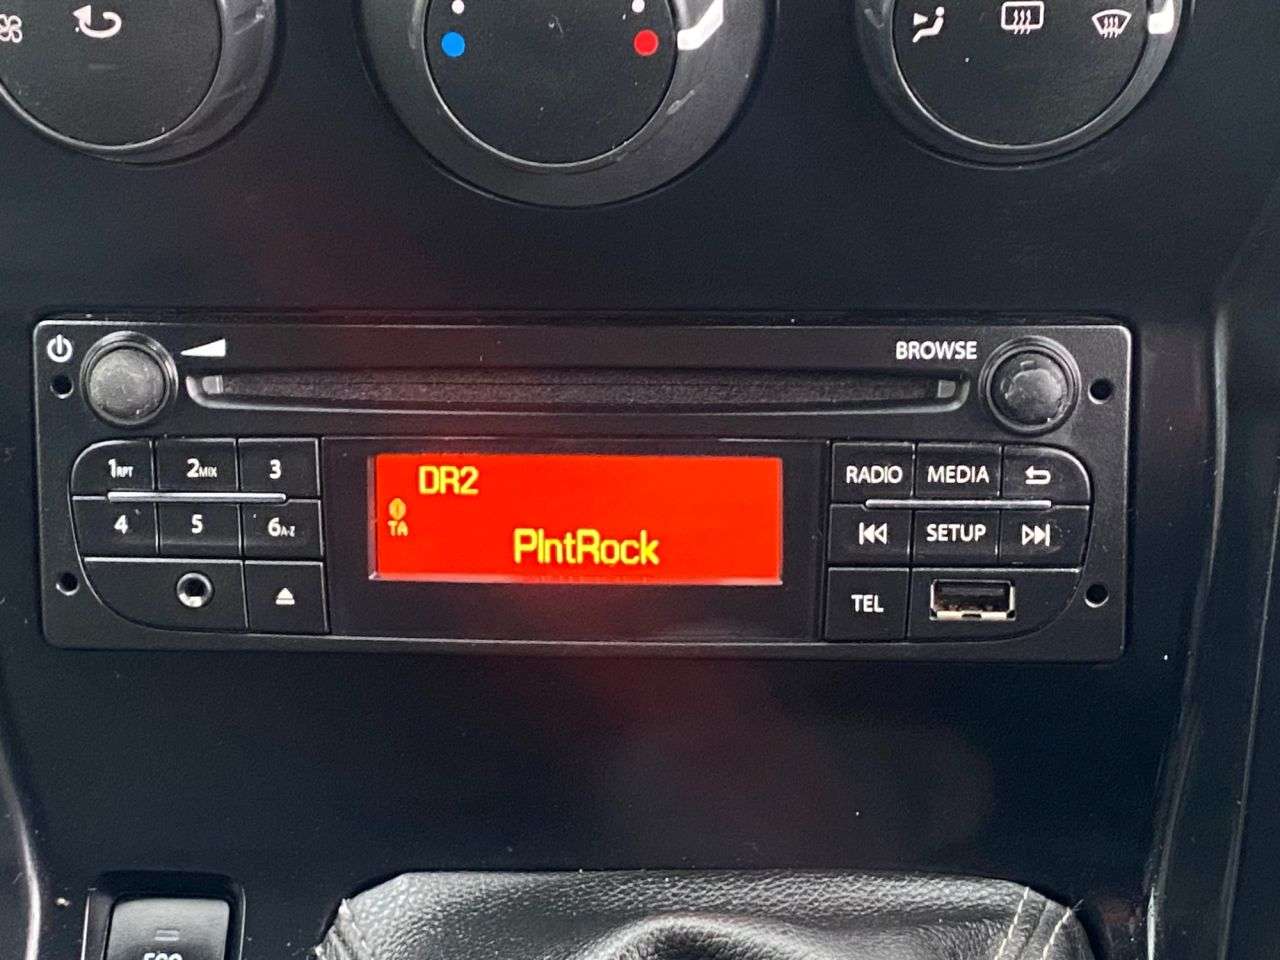 BROWSE
1RPT 2MIX 3
4 5 6A-Z
DR2
TA
PlntRock
RADIO MEDIA
SETUP
TEL